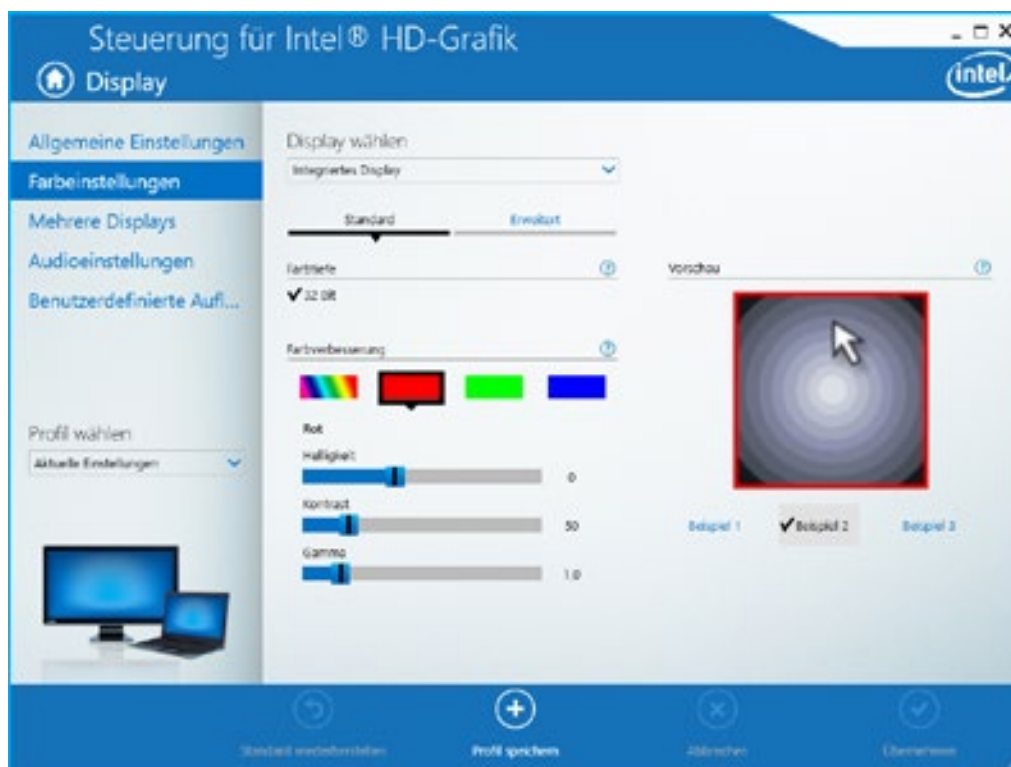 Steuerung für Intel® HD-Grafik
Display
intel
Allgemeine Einstellungen
Farbeinstellungen
Mehrere Displays
Audioeinstellungen
Benutzerdefinierte Aufl...
Profil wählen
Aktuelle Einstellungen
Display wählen
Integriertes Display
Standard
Erweitert
Farbtiefe
32 Bit
Farbverbesserung
Rot
Helligkeit
0
Kontrast
50
Gamma
1.0
Vorschau
Beispiel 1
Beispiel 2
Beispiel 3
Standard wiederherstellen
Profil speichern
Abbrechen
Übernehmen